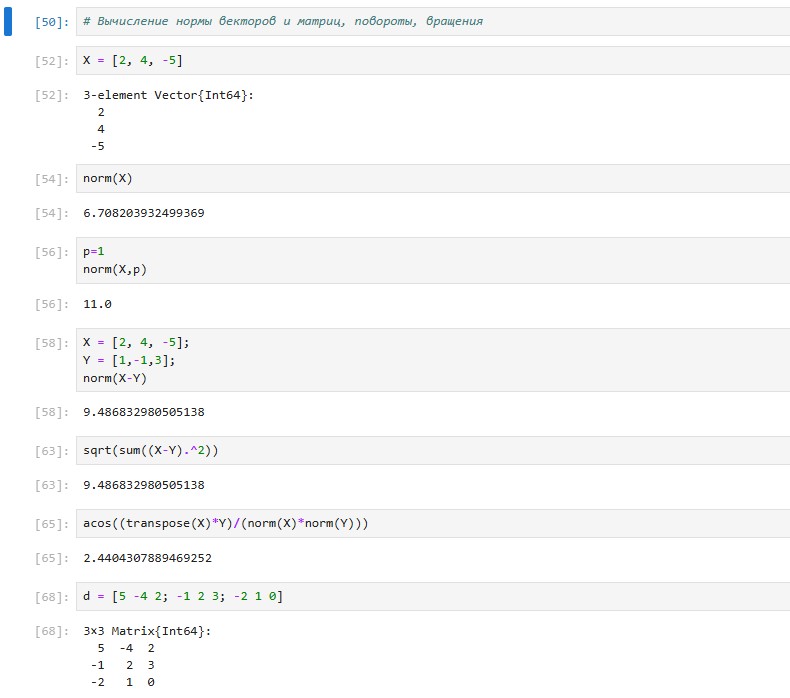 [50]: # Вычисление нормы векторов и матриц, повороты, вращения
[52]: X = [2, 4, -5]
[52]: 3-element Vector{Int64}:
2
4
-5
[54]: norm(X)
[54]: 6.708203932499369
[56]: p=1
norm(X,p)
[56]: 11.0
[58]: X = [2, 4, -5];
Y = [1,-1,3];
norm(X-Y)
[58]: 9.486832980505138
[63]: sqrt(sum((X-Y).^2))
[63]: 9.486832980505138
[65]: acos((transpose(X)*Y)/(norm(X)*norm(Y)))
[65]: 2.4404307889469252
[68]: d = [5 -4 2; -1 2 3; -2 1 0]
[68]: 3×3 Matrix{Int64}:
5 -4 2
-1 2 3
-2 1 0